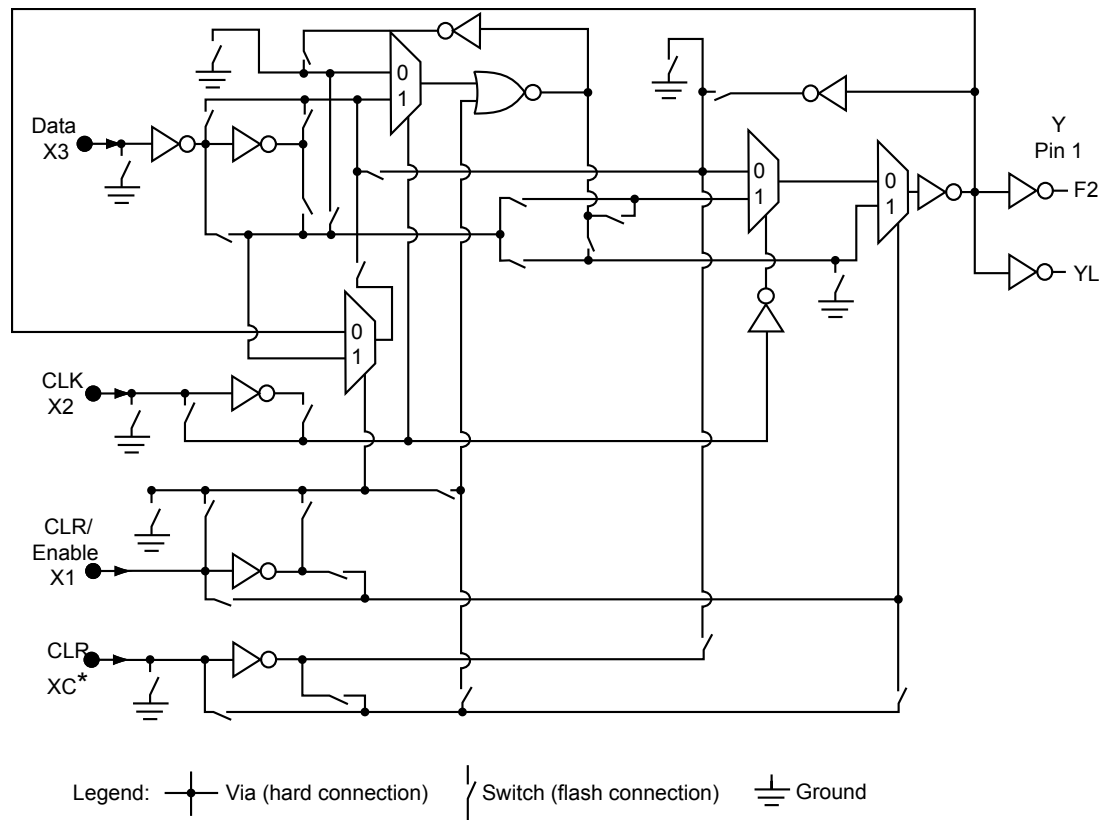 0
1
Data
X3
Y
Pin 1
0
1
0
1
F2
YL
0
1
CLK
X2
CLR/
Enable
X1
CLR
XC*
Legend: Via (hard connection) Switch (flash connection) Ground